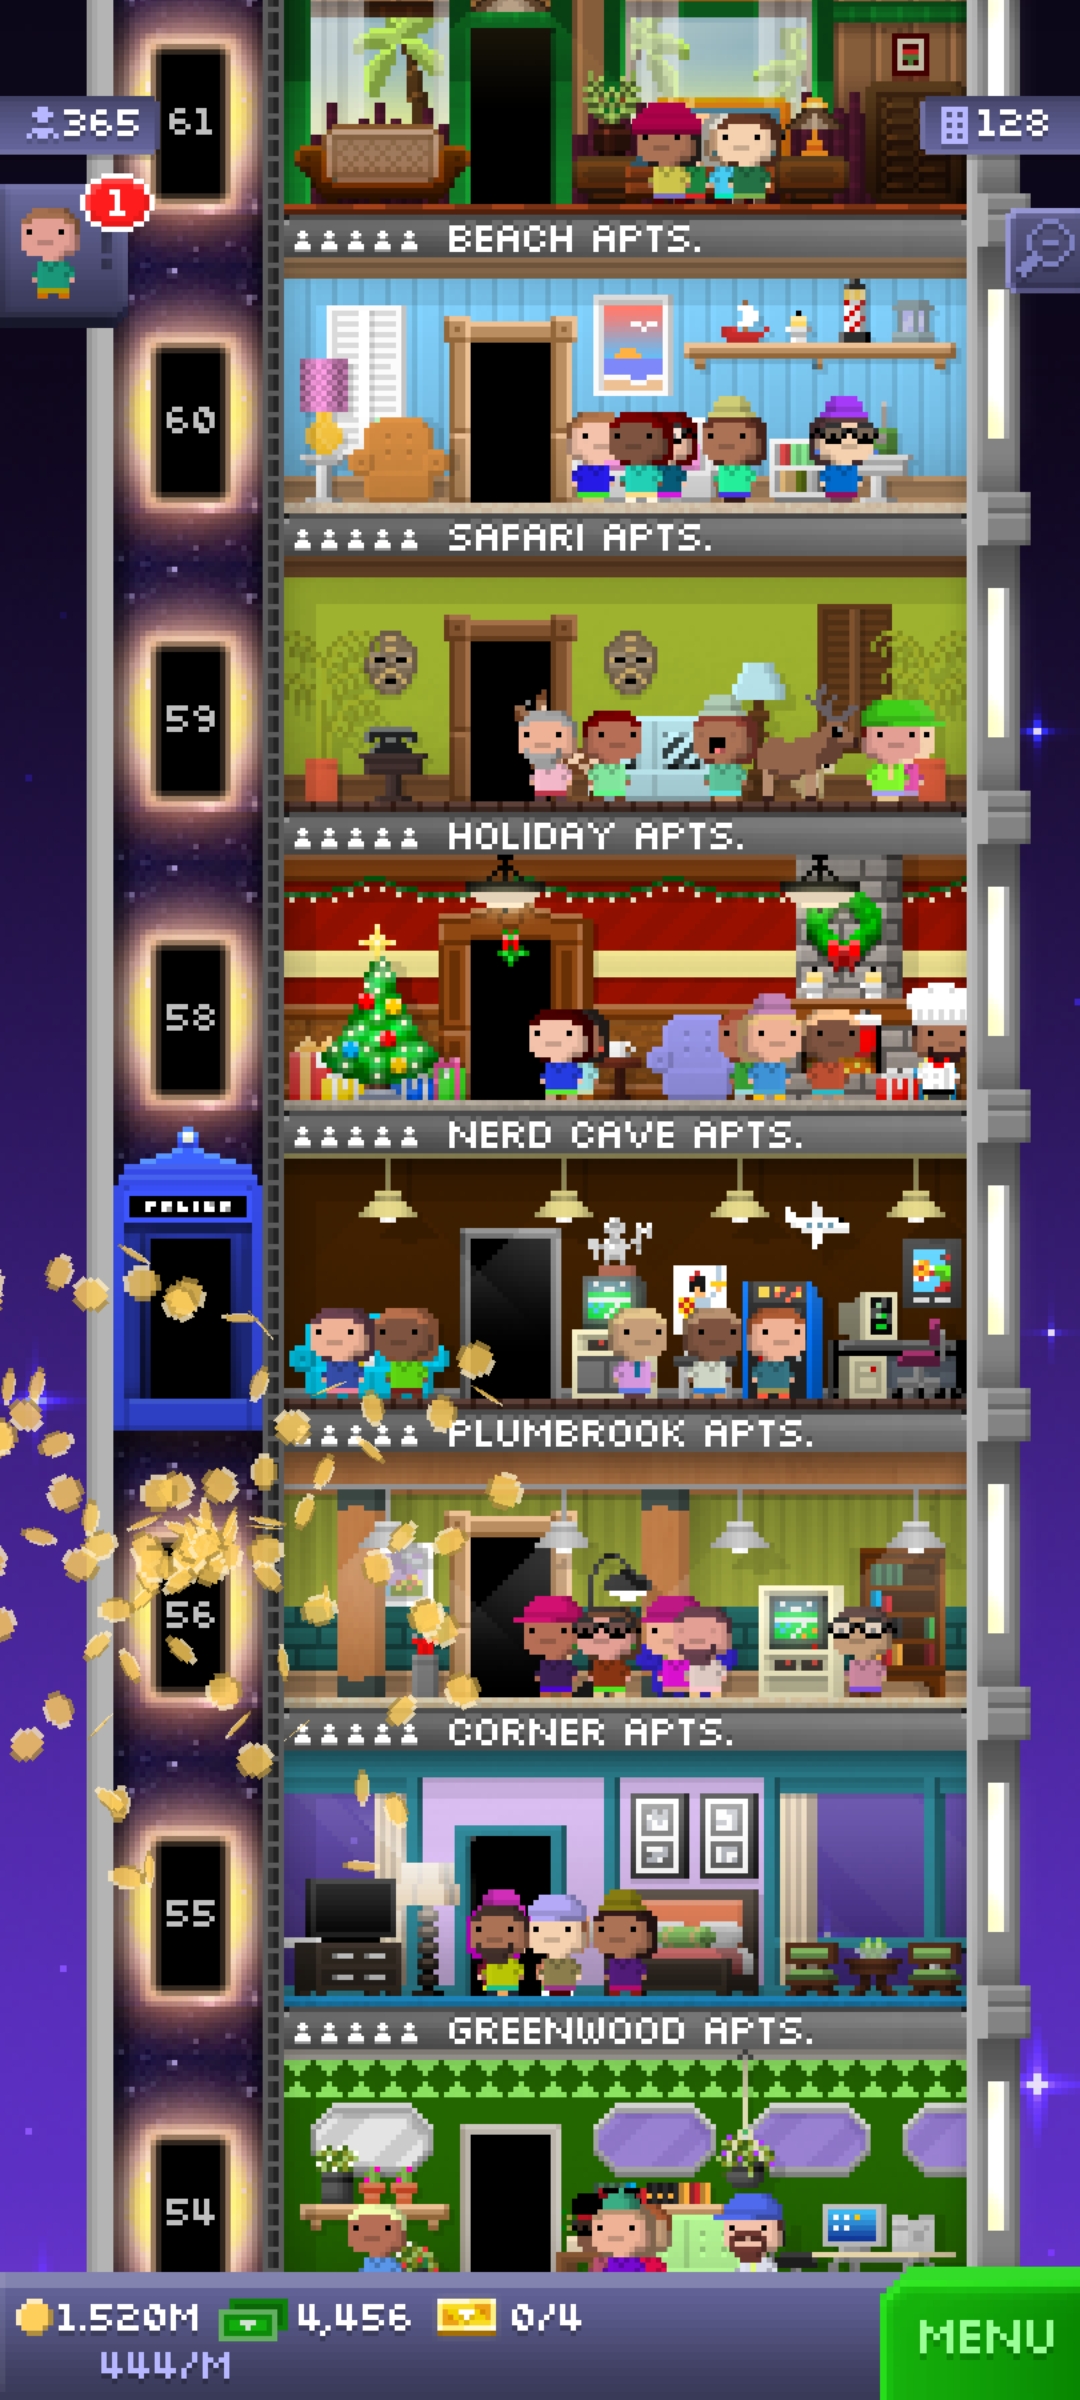 61
365
128
1
BEACH APTS.
60
SAFARI APTS.
59
HOLIDAY APTS.
58
NERD CAVE APTS.
POLICE
PLUMBROOK APTS.
56
CORNER APTS.
55
GREENWOOD APTS.
54
1.520M 4,456 0/4
444/M
MENU